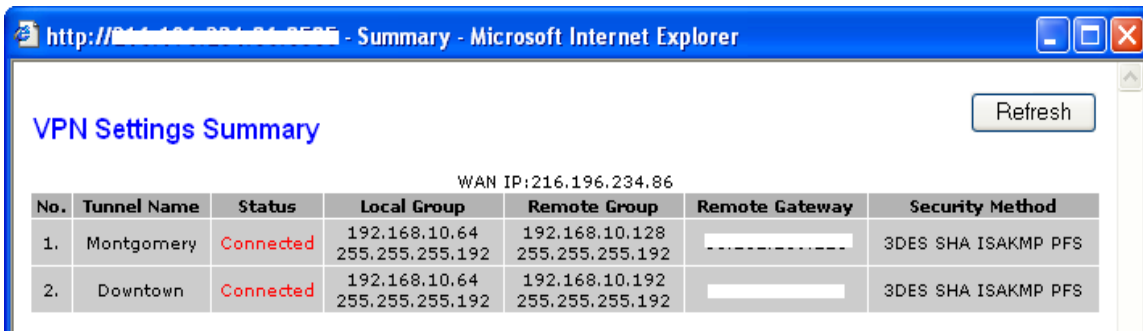 http:// - Summary - Microsoft Internet Explorer
Refresh
VPN Settings Summary
WAN IP:216.196.234.86
No. Tunnel Name Status Local Group Remote Group Remote Gateway Security Method
1. Montgomery Connected 192.168.10.64 192.168.10.128 3DES SHA ISAKMP PFS
255.255.255.192 255.255.255.192
2. Downtown Connected 192.168.10.64 192.168.10.192 3DES SHA ISAKMP PFS
255.255.255.192 255.255.255.192